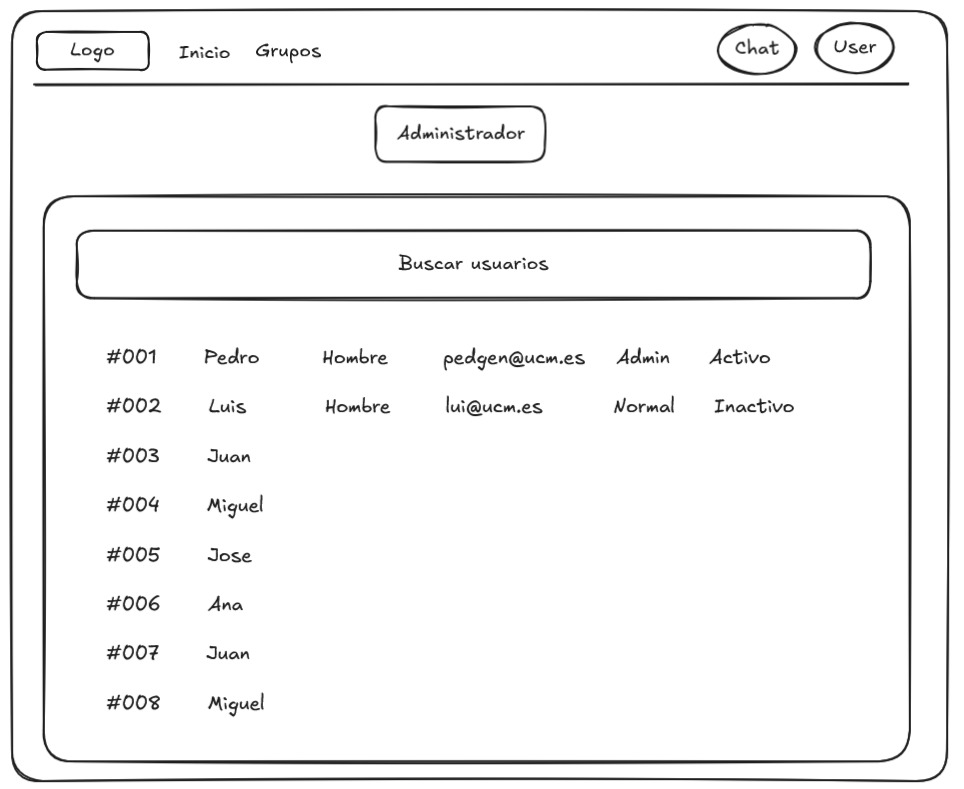 Logo Inicio Grupos Chat User
Administrador
Buscar usuarios
#001 Pedro Hombre pedgen@ucm.es Admin Activo
#002 Luis Hombre lui@ucm.es Normal Inactivo
#003 Juan
#004 Miguel
#005 Jose
#006 Ana
#007 Juan
#008 Miguel